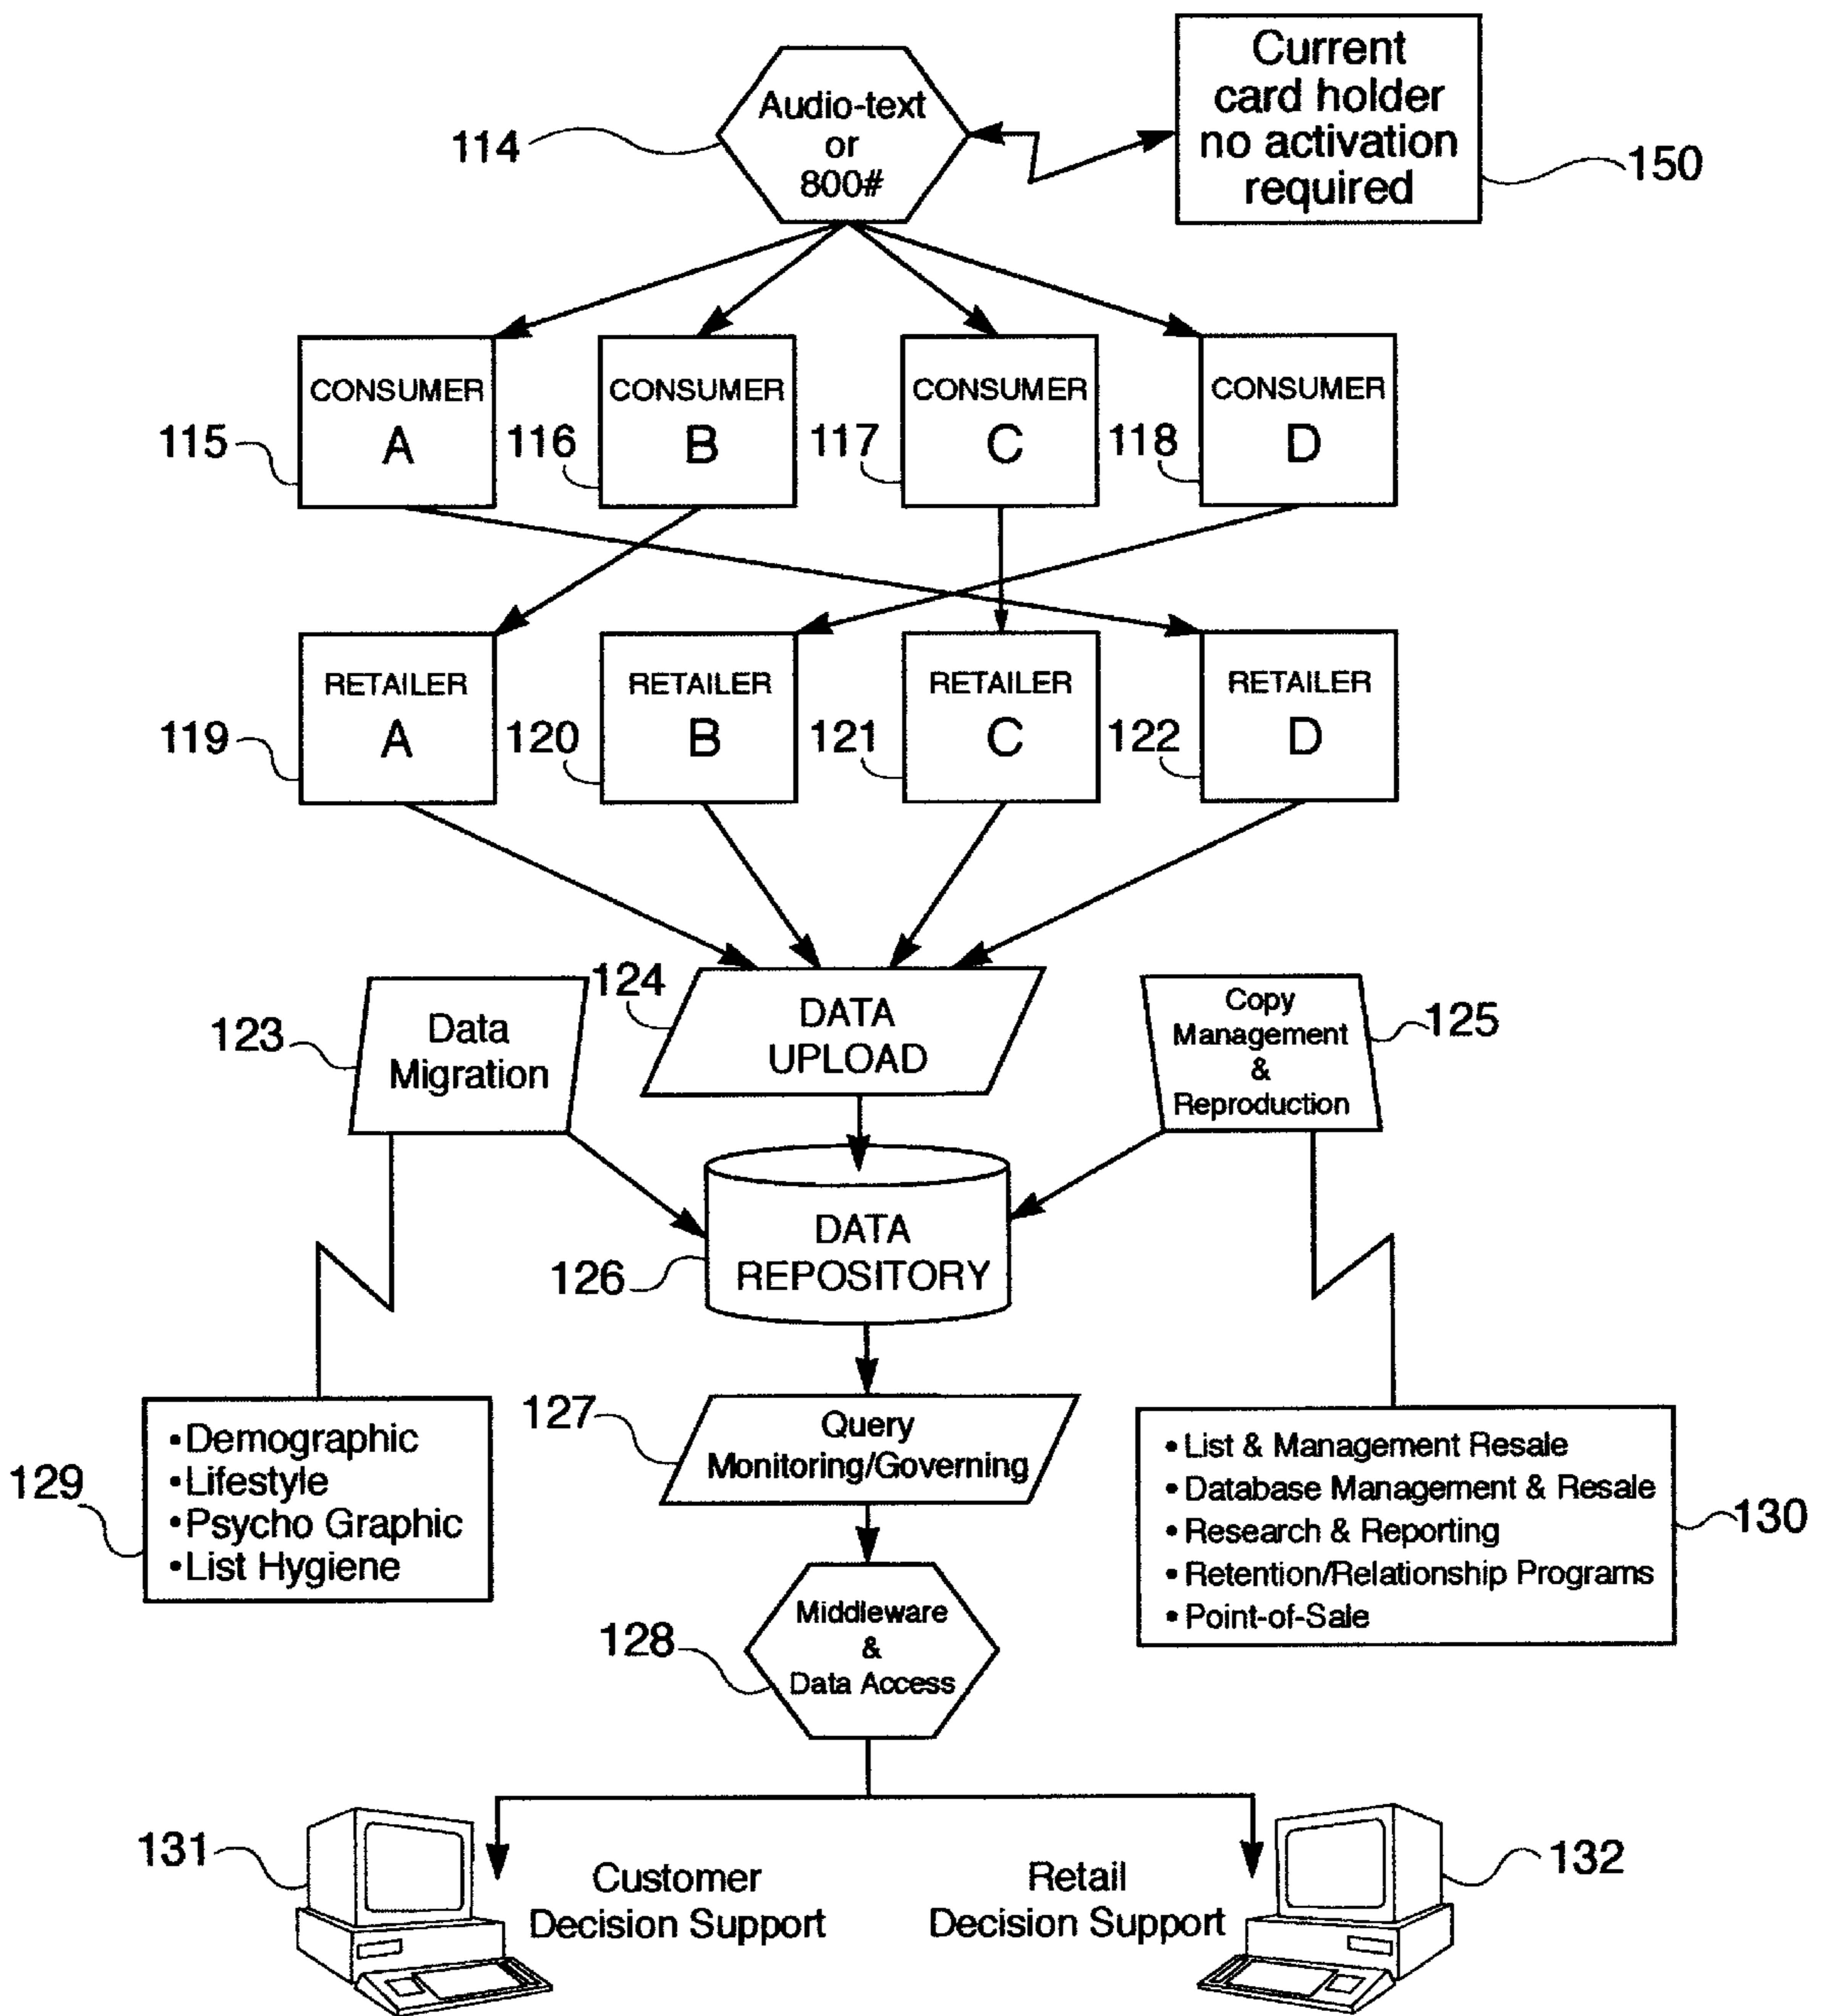 Current
card holder
no activation
required
150
Audio-text
or
800#
114
CONSUMER
A
115
CONSUMER
B
116
CONSUMER
C
117
CONSUMER
D
118
RETAILER
A
119
RETAILER
B
120
RETAILER
C
121
RETAILER
D
122
124
DATA
UPLOAD
123
Data
Migration
Copy
Management
&
Reproduction
125
DATA
REPOSITORY
126
127
Query
Monitoring/Governing
129
•Demographic
•Lifestyle
•Psycho Graphic
•List Hygiene
• List & Management Resale
• Database Management & Resale
• Research & Reporting
• Retention/Relationship Programs
• Point-of-Sale
130
Middleware
&
Data Access
128
131
Customer
Decision Support
Retail
Decision Support
132